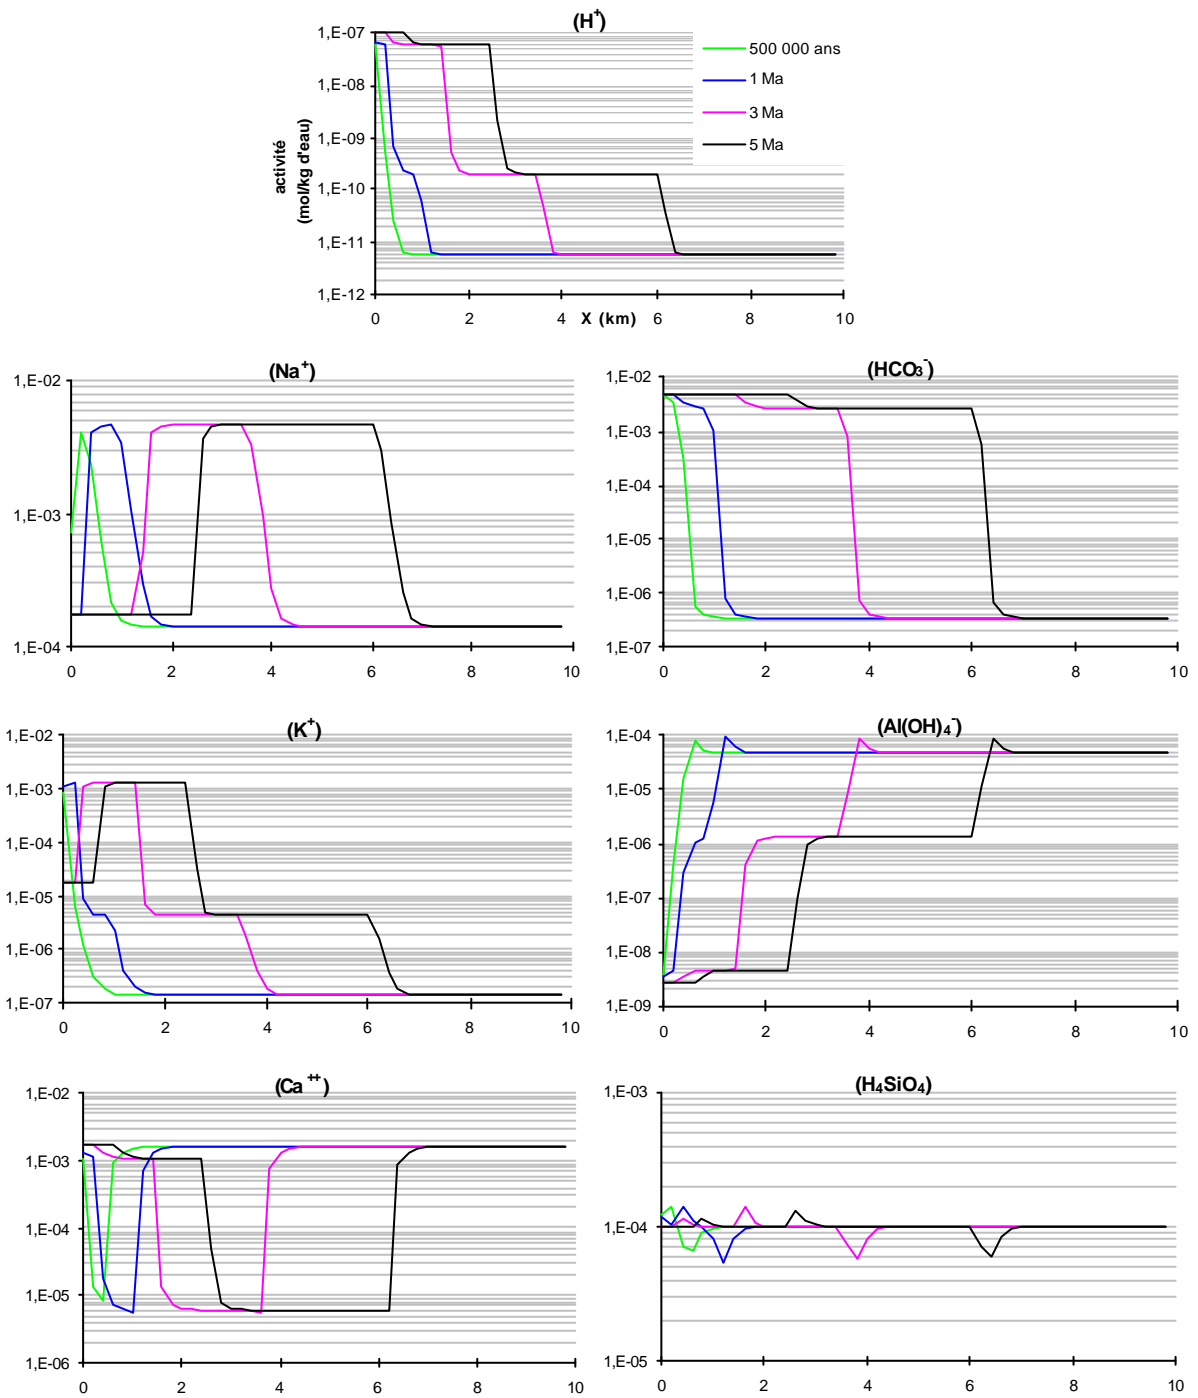 (H+)
1,E-07
1,E-08
1,E-09
1,E-10
1,E-11
1,E-12
activité
(mol/kg d'eau)
500 000 ans
1 Ma
3 Ma
5 Ma
0 2 4 6 8 10
X (km)
(Na+)
1,E-02
1,E-03
1,E-04
0 2 4 6 8 10
(HCO3-)
1,E-02
1,E-03
1,E-04
1,E-05
1,E-06
1,E-07
0 2 4 6 8 10
(K+)
1,E-02
1,E-03
1,E-04
1,E-05
1,E-06
1,E-07
0 2 4 6 8 10
(Al(OH)4-)
1,E-04
1,E-05
1,E-06
1,E-07
1,E-08
1,E-09
0 2 4 6 8 10
(Ca++)
1,E-02
1,E-03
1,E-04
1,E-05
1,E-06
0 2 4 6 8 10
(H4SiO4)
1,E-03
1,E-04
1,E-05
0 2 4 6 8 10